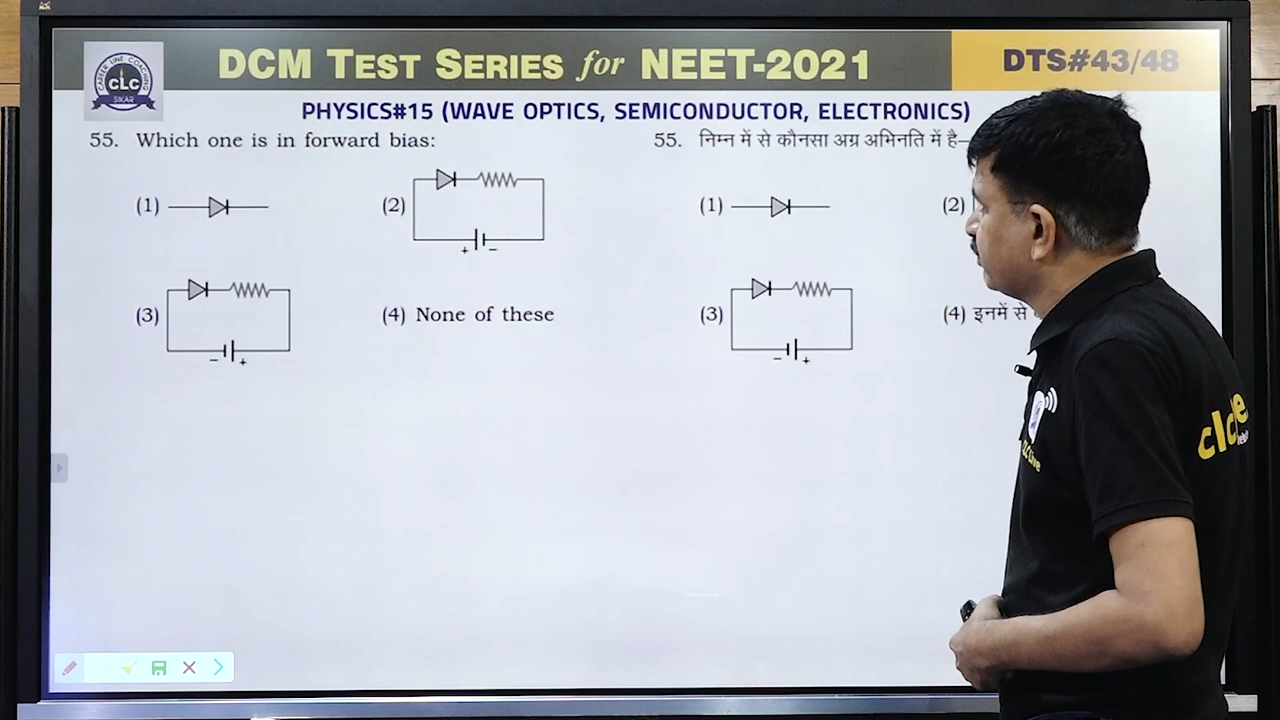 DCM TEST SERIES for NEET-2021
DTS#43/48
CAREER LINE COACHING
CLC
SIKAR
PHYSICS#15 (WAVE OPTICS, SEMICONDUCTOR, ELECTRONICS)
55. Which one is in forward bias:
(1)
(2)
+ −
(3)
− +
(4) None of these
55. निम्न में से कौनसा अग्र अभिनति में है–
(1)
(2)
(3)
− +
(4) इनमें से
clc